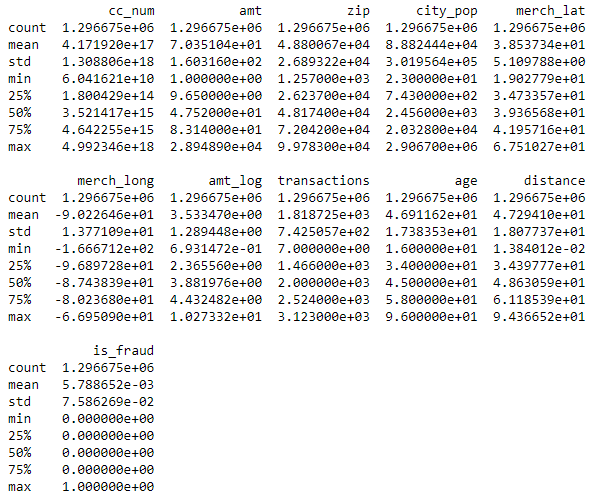 cc_num amt zip city_pop merch_lat
count 1.296675e+06 1.296675e+06 1.296675e+06 1.296675e+06 1.296675e+06
mean 4.171920e+17 7.035104e+01 4.880067e+04 8.882444e+04 3.853734e+01
std 1.308806e+18 1.603160e+02 2.689322e+04 3.019564e+05 5.109788e+00
min 6.041621e+10 1.000000e+00 1.257000e+03 2.300000e+01 1.902779e+01
25% 1.800429e+14 9.650000e+00 2.623700e+04 7.430000e+02 3.473357e+01
50% 3.521417e+15 4.752000e+01 4.817400e+04 2.456000e+03 3.936568e+01
75% 4.642255e+15 8.314000e+01 7.204200e+04 2.032800e+04 4.195716e+01
max 4.992346e+18 2.894890e+04 9.978300e+04 2.906700e+06 6.751027e+01
merch_long amt_log transactions age distance
count 1.296675e+06 1.296675e+06 1.296675e+06 1.296675e+06 1.296675e+06
mean -9.022646e+01 3.533470e+00 1.818725e+03 4.691162e+01 4.729410e+01
std 1.377109e+01 1.289448e+00 7.425057e+02 1.738353e+01 1.807737e+01
min -1.666712e+02 6.931472e-01 7.000000e+00 1.600000e+01 1.384012e-02
25% -9.689728e+01 2.365560e+00 1.466000e+03 3.400000e+01 3.439777e+01
50% -8.743839e+01 3.881976e+00 2.000000e+03 4.500000e+01 4.863059e+01
75% -8.023680e+01 4.432482e+00 2.524000e+03 5.800000e+01 6.118539e+01
max -6.695090e+01 1.027332e+01 3.123000e+03 9.600000e+01 9.436652e+01
is_fraud
count 1.296675e+06
mean 5.788652e-03
std 7.586269e-02
min 0.000000e+00
25% 0.000000e+00
50% 0.000000e+00
75% 0.000000e+00
max 1.000000e+00